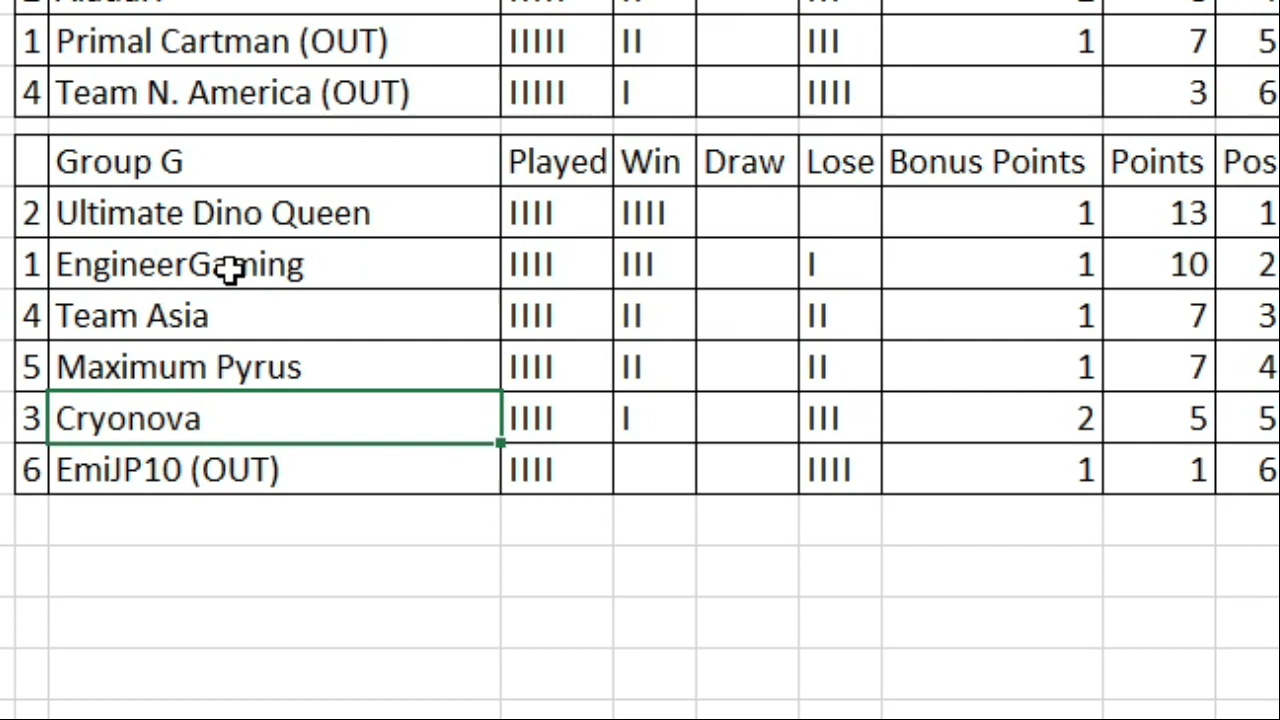 1 Primal Cartman (OUT) IIIII II III 1 7 5
4 Team N. America (OUT) IIIII I IIII 3 6
Group G Played Win Draw Lose Bonus Points Points Pos
2 Ultimate Dino Queen IIII IIII 1 13 1
1 EngineerGaming IIII III I 1 10 2
4 Team Asia IIII II II 1 7 3
5 Maximum Pyrus IIII II II 1 7 4
3 Cryonova IIII I III 2 5 5
6 EmiJP10 (OUT) IIII IIII 1 1 6